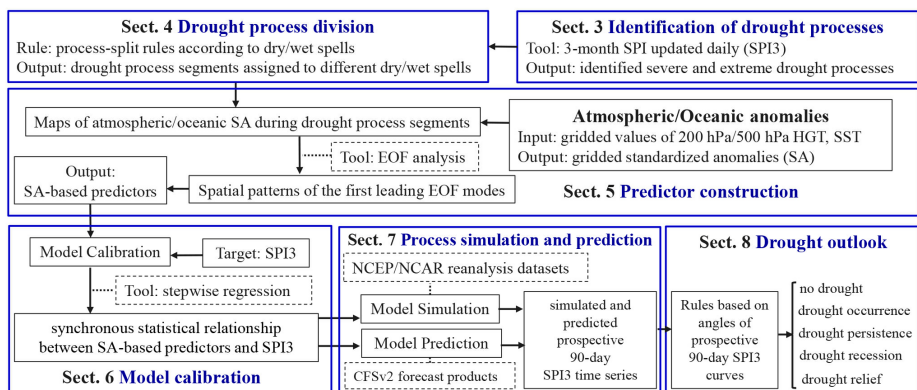 Sect. 4 Drought process division
Rule: process-split rules according to dry/wet spells
Output: drought process segments assigned to different dry/wet spells
Sect. 3 Identification of drought processes
Tool: 3-month SPI updated daily (SPI3)
Output: identified severe and extreme drought processes
Maps of atmospheric/oceanic SA during drought process segments
Atmospheric/Oceanic anomalies
Input: gridded values of 200 hPa/500 hPa HGT, SST
Output: gridded standardized anomalies (SA)
Tool: EOF analysis
Output:
SA-based predictors
Spatial patterns of the first leading EOF modes
Sect. 5 Predictor construction
Model Calibration
Target: SPI3
Tool: stepwise regression
synchronous statistical relationship
between SA-based predictors and SPI3
Sect. 6 Model calibration
Sect. 7 Process simulation and prediction
NCEP/NCAR reanalysis datasets
Model Simulation
Model Prediction
CFSv2 forecast products
simulated and
predicted
prospective
90-day
SPI3 time series
Sect. 8 Drought outlook
Rules based on
angles of
prospective
90-day SPI3
curves
no drought
drought occurrence
drought persistence
drought recession
drought relief